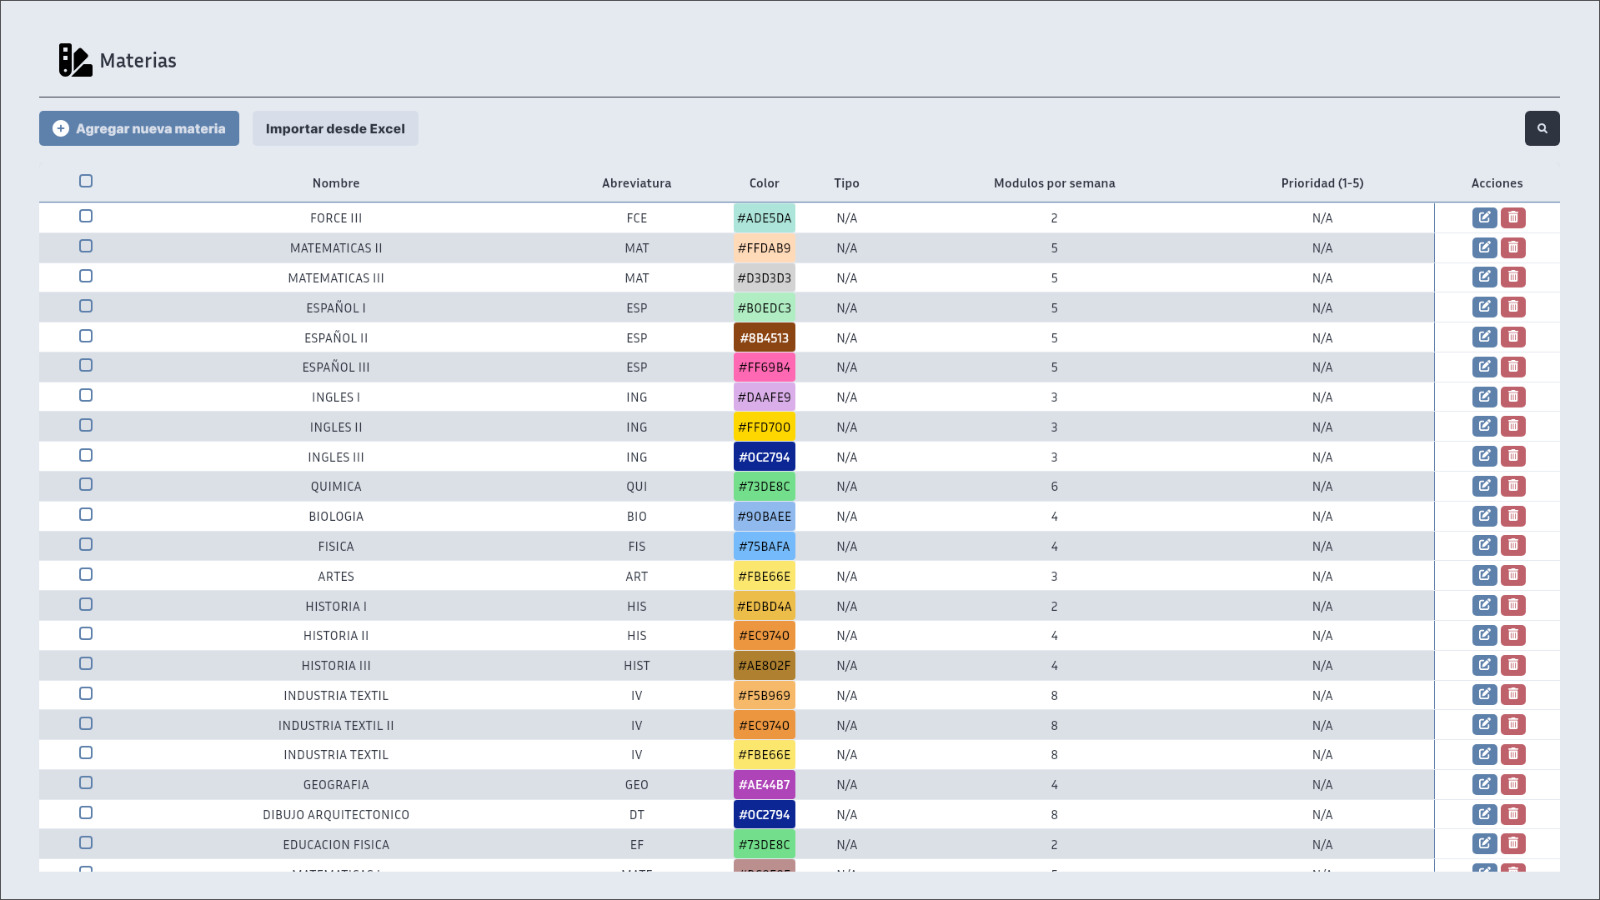 Materias
Agregar nueva materia Importar desde Excel
Nombre Abreviatura Color Tipo Modulos por semana Prioridad (1-5) Acciones
FORCE III FCE #ADE5DA N/A 2 N/A
MATEMATICAS II MAT #FFDAB9 N/A 5 N/A
MATEMATICAS III MAT #D3D3D3 N/A 5 N/A
ESPAÑOL I ESP #B0EDC3 N/A 5 N/A
ESPAÑOL II ESP #8B4513 N/A 5 N/A
ESPAÑOL III ESP #FF69B4 N/A 5 N/A
INGLES I ING #DAAFE9 N/A 3 N/A
INGLES II ING #FFD700 N/A 3 N/A
INGLES III ING #0C2794 N/A 3 N/A
QUIMICA QUI #73DE8C N/A 6 N/A
BIOLOGIA BIO #90BAEE N/A 4 N/A
FISICA FIS #75BAFA N/A 4 N/A
ARTES ART #FBE66E N/A 3 N/A
HISTORIA I HIS #EDBD4A N/A 2 N/A
HISTORIA II HIS #EC9740 N/A 4 N/A
HISTORIA III HIST #AE802F N/A 4 N/A
INDUSTRIA TEXTIL IV #F5B969 N/A 8 N/A
INDUSTRIA TEXTIL II IV #EC9740 N/A 8 N/A
INDUSTRIA TEXTIL IV #FBE66E N/A 8 N/A
GEOGRAFIA GEO #AE44B7 N/A 4 N/A
DIBUJO ARQUITECTONICO DT #0C2794 N/A 8 N/A
EDUCACION FISICA EF #73DE8C N/A 2 N/A